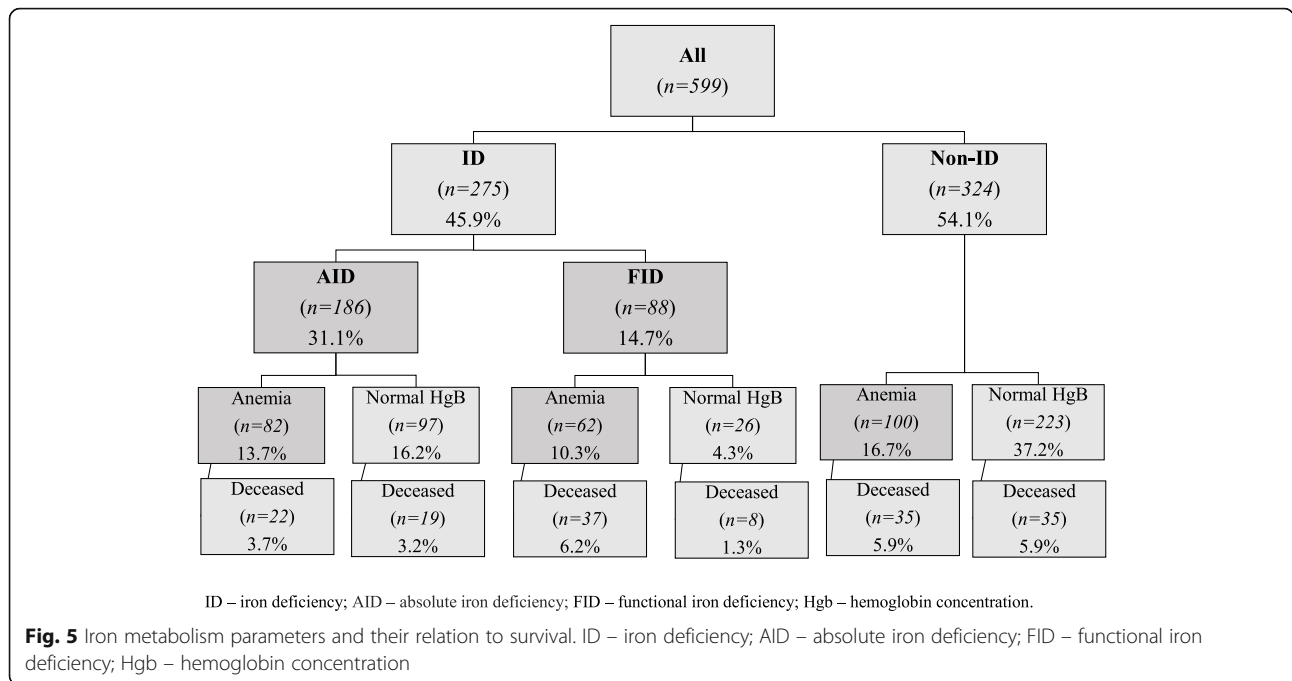 All
(n=599)
ID
(n=275)
45.9%
Non-ID
(n=324)
54.1%
AID
(n=186)
31.1%
FID
(n=88)
14.7%
Anemia
(n=82)
13.7%
Normal HgB
(n=97)
16.2%
Anemia
(n=62)
10.3%
Normal HgB
(n=26)
4.3%
Anemia
(n=100)
16.7%
Normal HgB
(n=223)
37.2%
Deceased
(n=22)
3.7%
Deceased
(n=19)
3.2%
Deceased
(n=37)
6.2%
Deceased
(n=8)
1.3%
Deceased
(n=35)
5.9%
Deceased
(n=35)
5.9%
ID – iron deficiency; AID – absolute iron deficiency; FID – functional iron deficiency; Hgb – hemoglobin concentration.
Fig. 5 Iron metabolism parameters and their relation to survival. ID – iron deficiency; AID – absolute iron deficiency; FID – functional iron
deficiency; Hgb – hemoglobin concentration